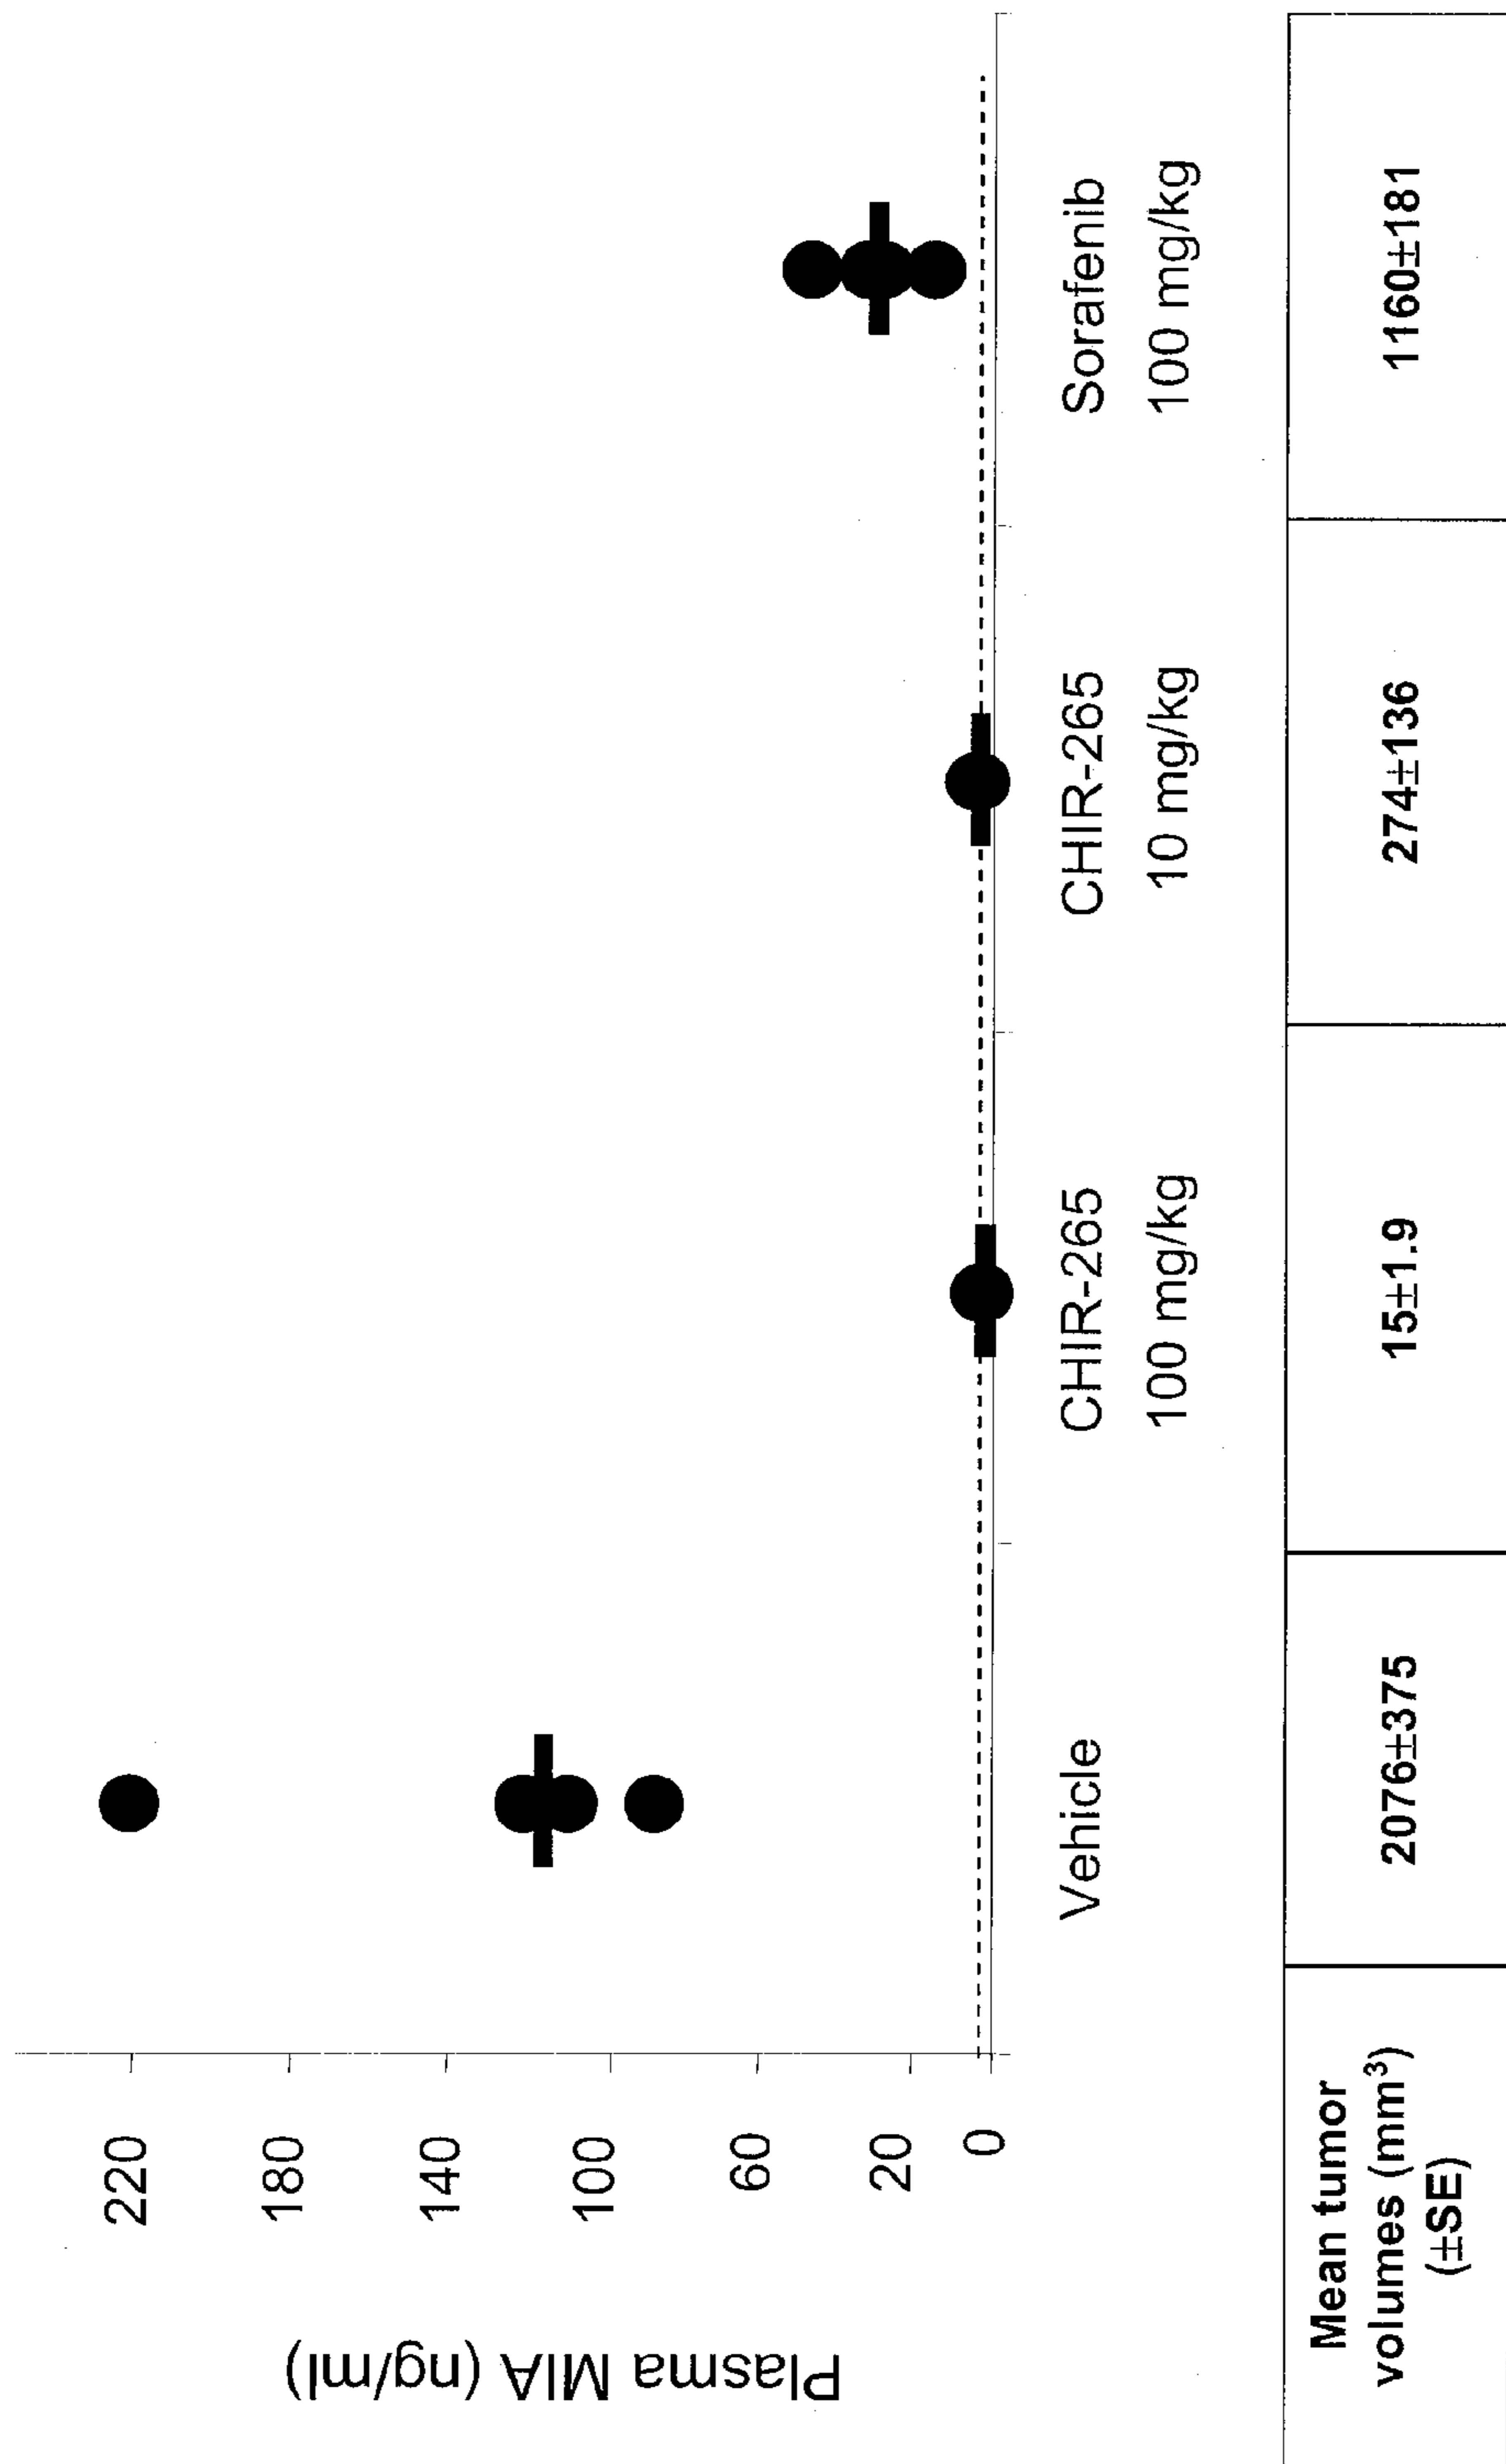 Plasma MIA (ng/ml)
220
180
140
100
60
20
0
Vehicle
CHIR-265
100 mg/kg
CHIR-265
10 mg/kg
Sorafenib
100 mg/kg
Mean tumor
volumes (mm³)
(±SE)
2076±375
15±1.9
274±136
1160±181